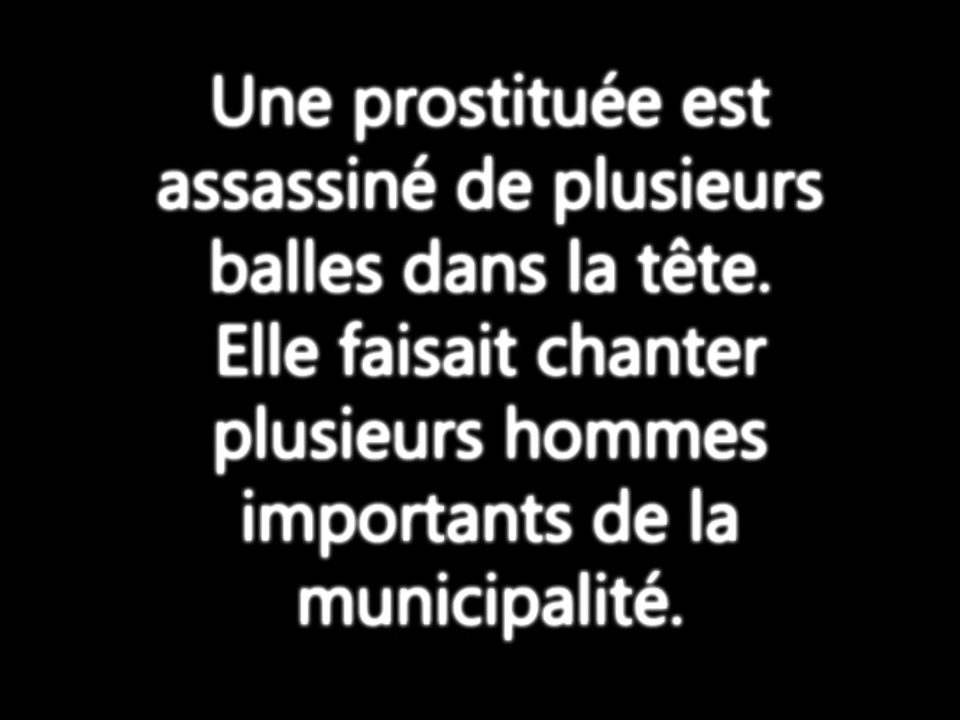 Une prostituée est
assassiné de plusieurs
balles dans la tête.
Elle faisait chanter
plusieurs hommes
importants de la
municipalité.